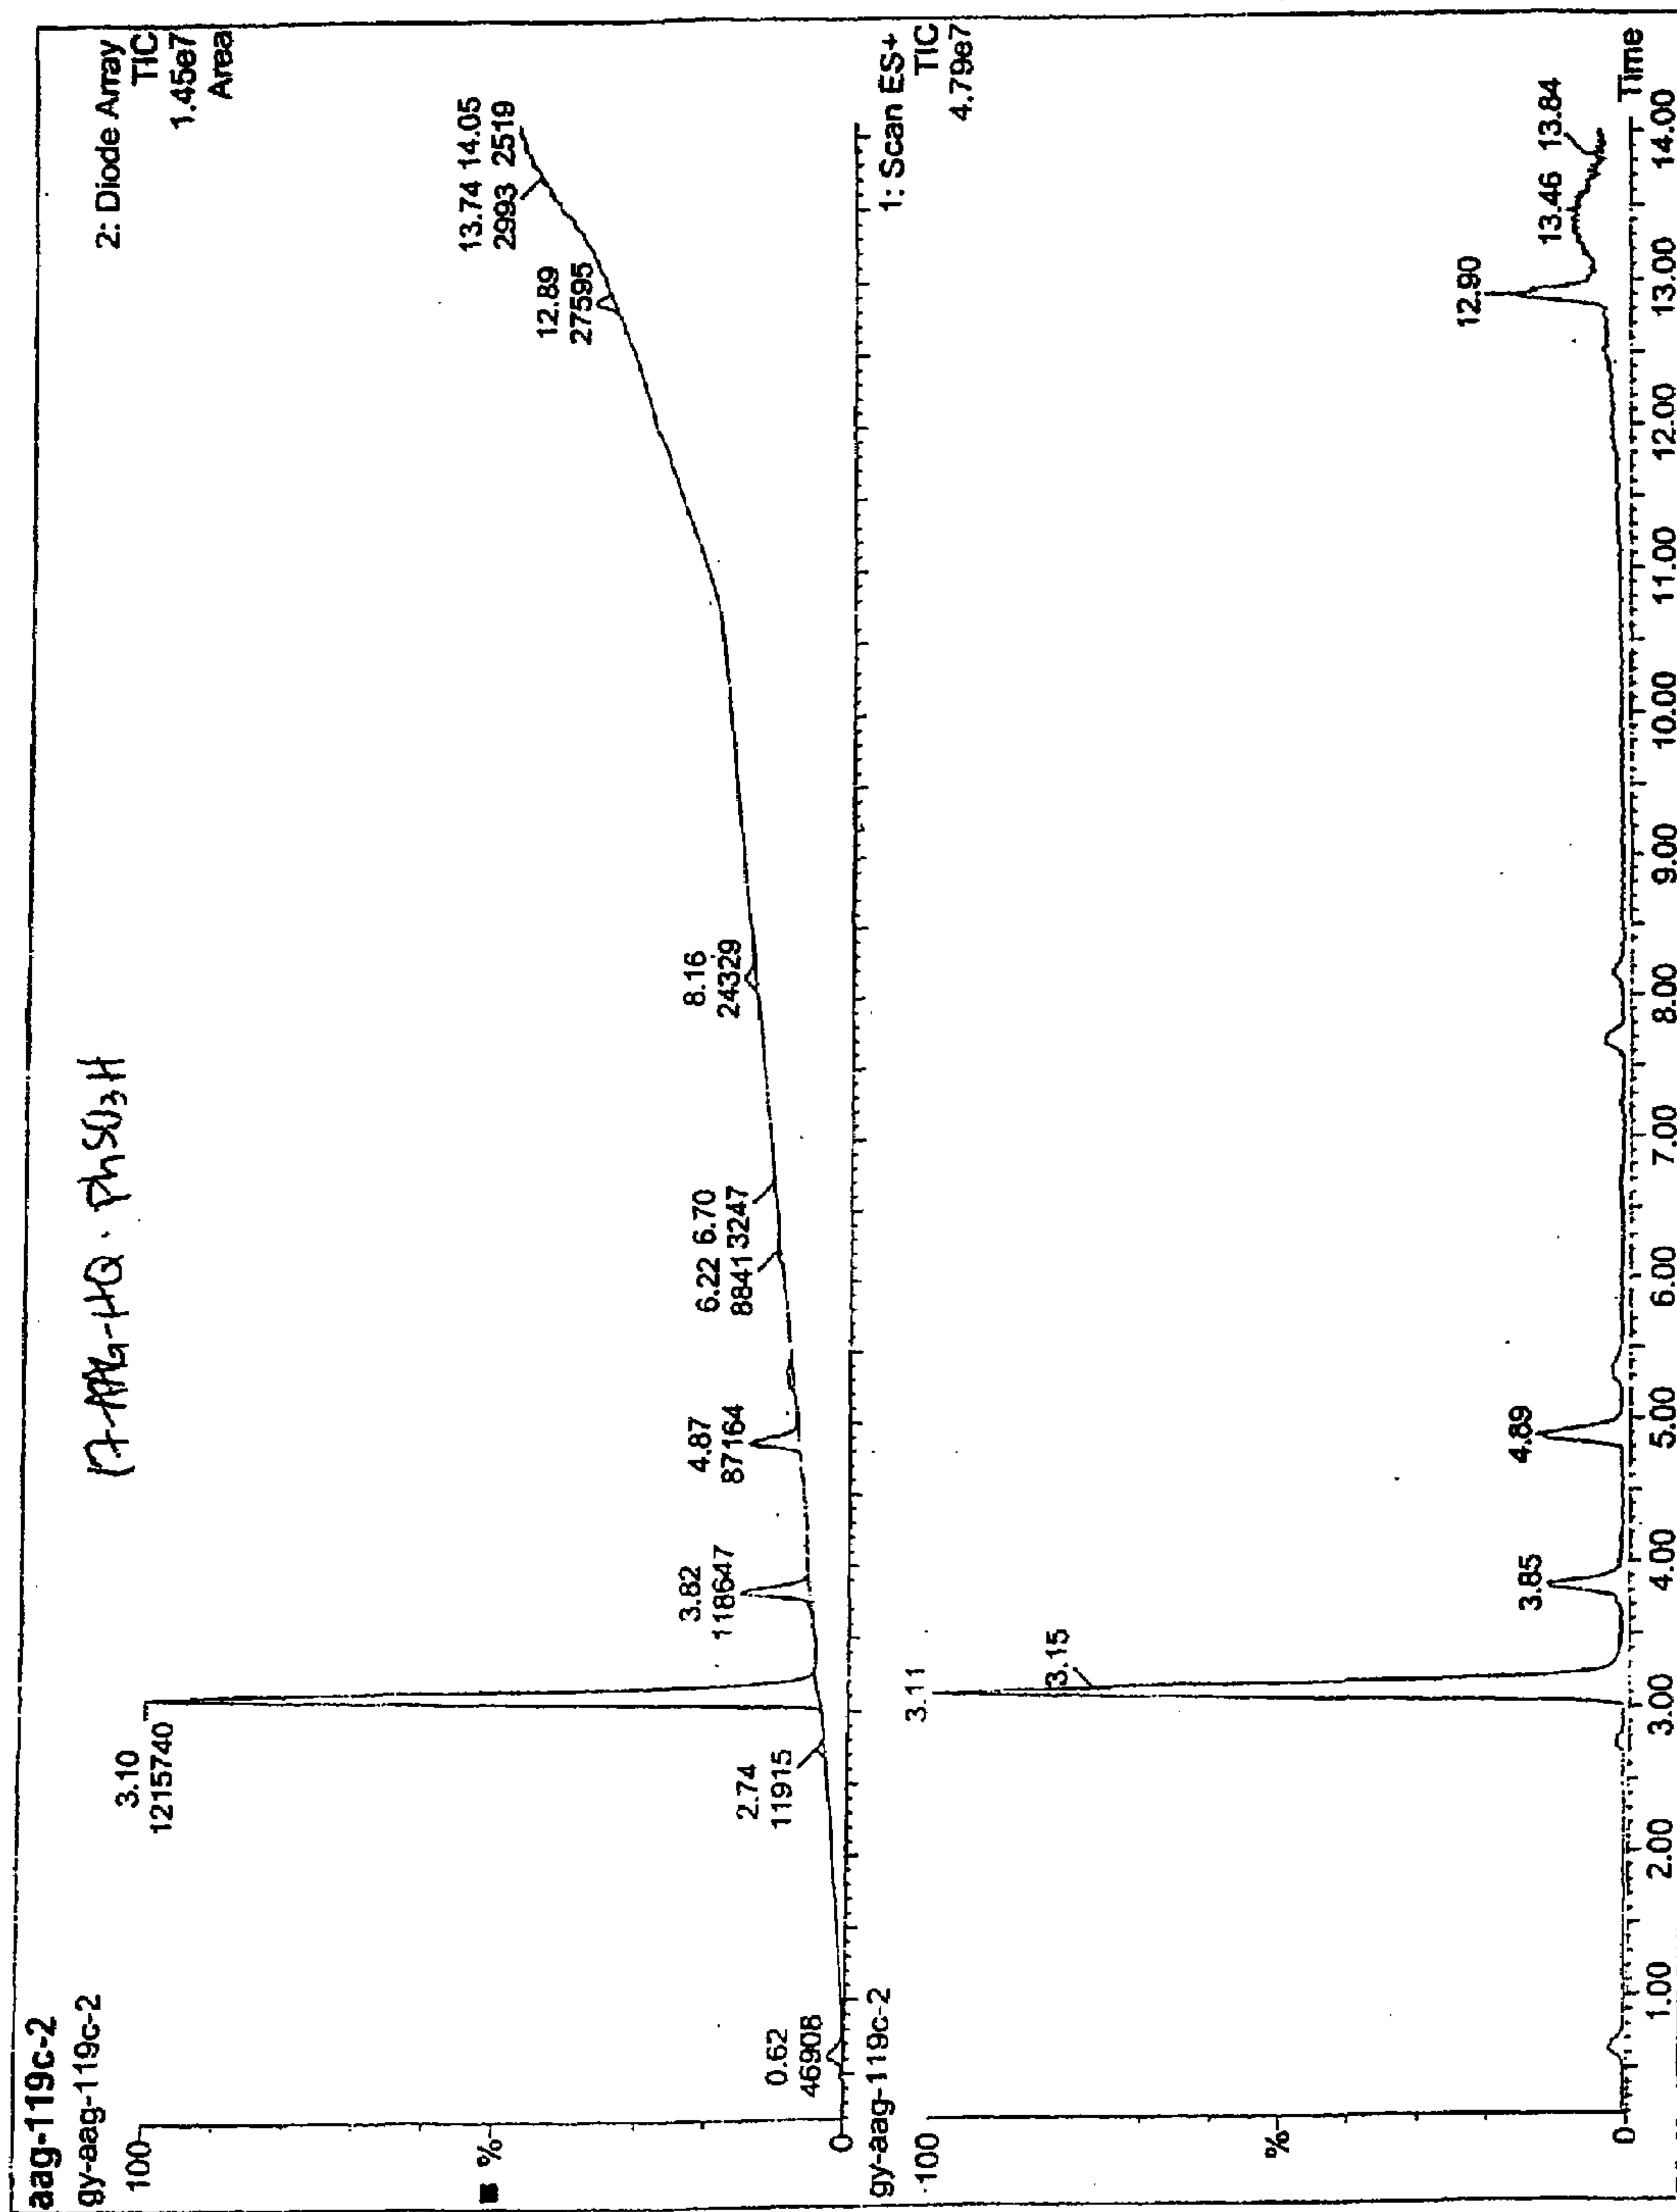 aag-119c-2
gy-aag-119c-2
17-AAG-HQ · PhSO3H
2: Diode Array
TIC
1.45e7
Area
100
%
0
0.62
46908
2.74
11915
3.10
1215740
3.82
118647
4.87
87164
6.22 6.70
8841 3247
8.16
24329
12.89
27595
13.74 14.05
2993 2519
gy-aag-119c-2
1: Scan ES+
TIC
4.79e7
100
%
0
3.11
3.15
3.85
4.89
12.90
13.46 13.84
1.00 2.00 3.00 4.00 5.00 6.00 7.00 8.00 9.00 10.00 11.00 12.00 13.00 14.00
Time